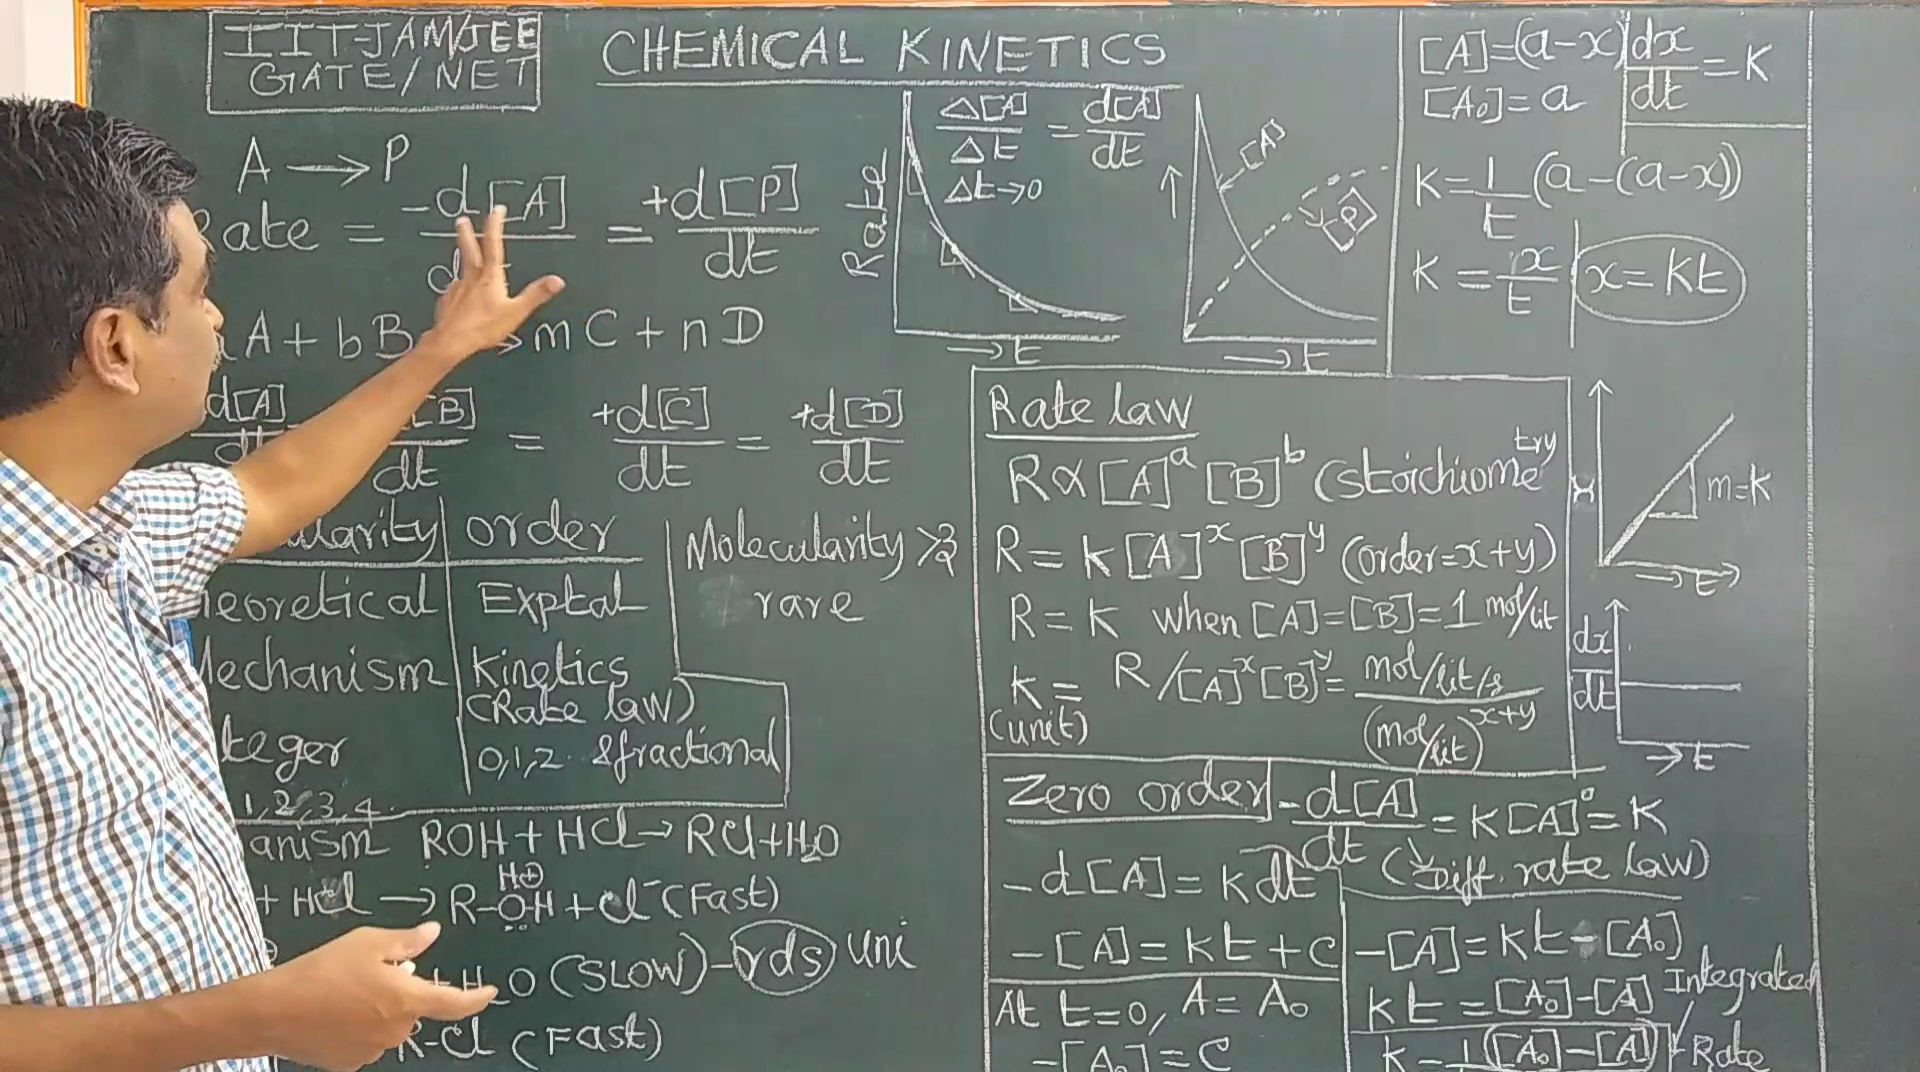 IIT-JAM/JEE
GATE/NET
CHEMICAL KINETICS
A → P
Rate = -d[A]/dt = +d[P]/dt
aA + bB → mC + nD
d[A]/dt [B]/dt = +d[C]/dt = +d[D]/dt
order
Exptal
Mechanism Kinetics
(Rate law)
0,1,2. & fractional
1,2,3,4.
Molecularity ≯3
rare
ROH + HCl → RCl + H₂O
+ HCl → R-OH + Cl⁻ (Fast)
H⊕
+ H₂O (SLOW) - rds uni
R-Cl (Fast)
Rate
Δ[A]/Δt = d[A]/dt
Δt→0
→ t
[A]
[P]
→ t
Rate law
R ∝ [A]ᵃ [B]ᵇ (stoichiometry
R = K [A]ˣ [B]ʸ (order=x+y)
R = K when [A]=[B]=1 mol/lit
K = R/[A]ˣ[B]ʸ = mol/lit/s / (mol/lit)ˣ⁺ʸ
(unit)
Zero order -d[A]/dt = K[A]⁰ = K
(Diff. rate law)
-d[A] = Kdt
-[A] = Kt + C
At t=0, A = A₀
-[A₀] = C
-[A] = Kt - [A₀]
Kt = [A₀] - [A]
K = 1/t ([A₀] - [A])
Integrated
Rate
[A] = (a-x)
[A₀] = a
dx/dt = K
K = 1/t (a-(a-x))
K = x/t
x = Kt
x
m=K
→ t
dx/dt
→ t